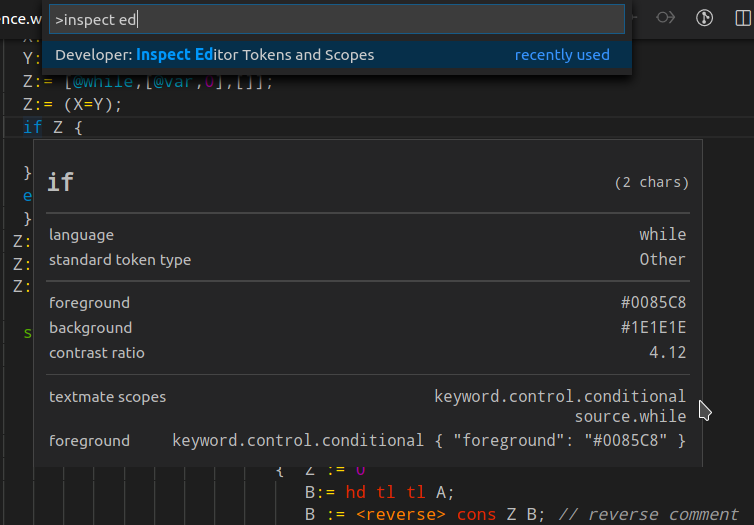 ence.w
>inspect ed
Developer: Inspect Editor Tokens and Scopes recently used
Y:
Z:= [@while,[@var,0],[]];
Z:= (X=Y);
if Z {
}
e
}
Z:
Z:
Z:
s
if (2 chars)
language while
standard token type Other
foreground #0085C8
background #1E1E1E
contrast ratio 4.12
textmate scopes keyword.control.conditional
source.while
foreground keyword.control.conditional { "foreground": "#0085C8" }
{ Z := 0
B:= hd tl tl A;
B := <reverse> cons Z B; // reverse comment